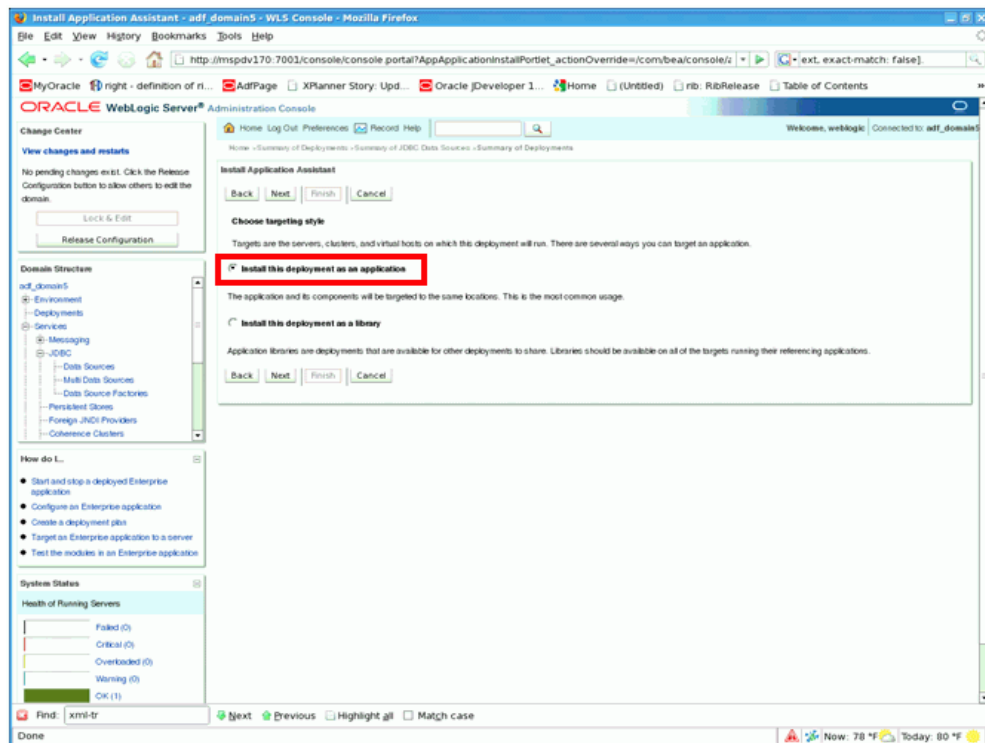 Install Application Assistant - adf_domain5 - WLS Console - Mozilla Firefox
File Edit View History Bookmarks Tools Help
http://mspdv170:7001/console/console.portal?AppApplicationInstallPortlet_actionOverride=/com/bea/console/a
ext, exact-match: false].
MyOracle right - definition of ri... AdfPage XPlanner Story: Upd... Oracle JDeveloper 1... Home (Untitled) rib: RibRelease Table of Contents
ORACLE WebLogic Server® Administration Console
Change Center
View changes and restarts
No pending changes exist. Click the Release
Configuration button to allow others to edit the
domain.
Lock & Edit
Release Configuration
Domain Structure
adf_domain5
Environment
Deployments
Services
Messaging
JDBC
Data Sources
Multi Data Sources
Data Source Factories
Persistent Stores
Foreign JNDI Providers
Coherence Clusters
How do I...
Start and stop a deployed Enterprise
application
Configure an Enterprise application
Create a deployment plan
Target an Enterprise application to a server
Test the modules in an Enterprise application
System Status
Health of Running Servers
Failed (0)
Critical (0)
Overloaded (0)
Warning (0)
OK (1)
Home Log Out Preferences Record Help
Welcome, weblogic Connected to: adf_domain5
Home >Summary of Deployments >Summary of JDBC Data Sources >Summary of Deployments
Install Application Assistant
Back Next Finish Cancel
Choose targeting style
Targets are the servers, clusters, and virtual hosts on which this deployment will run. There are several ways you can target an application.
Install this deployment as an application
The application and its components will be targeted to the same locations. This is the most common usage.
Install this deployment as a library
Application libraries are deployments that are available for other deployments to share. Libraries should be available on all of the targets running their referencing applications.
Back Next Finish Cancel
Find: xml-tr Next Previous Highlight all Match case
Done Now: 78 °F Today: 80 °F